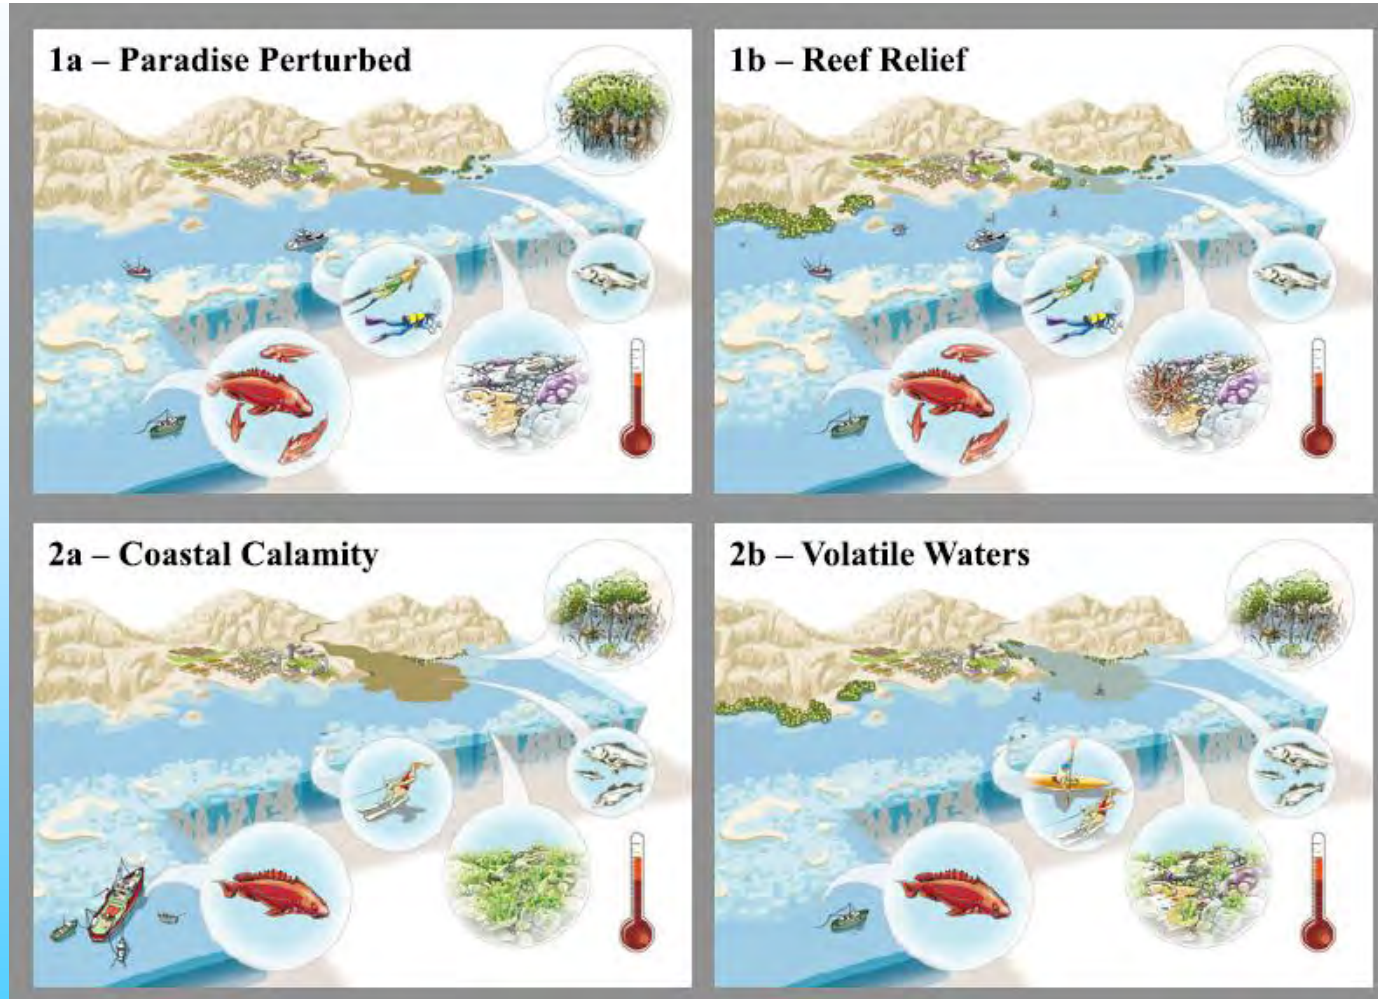 1a – Paradise Perturbed
1b – Reef Relief
2a – Coastal Calamity
2b – Volatile Waters